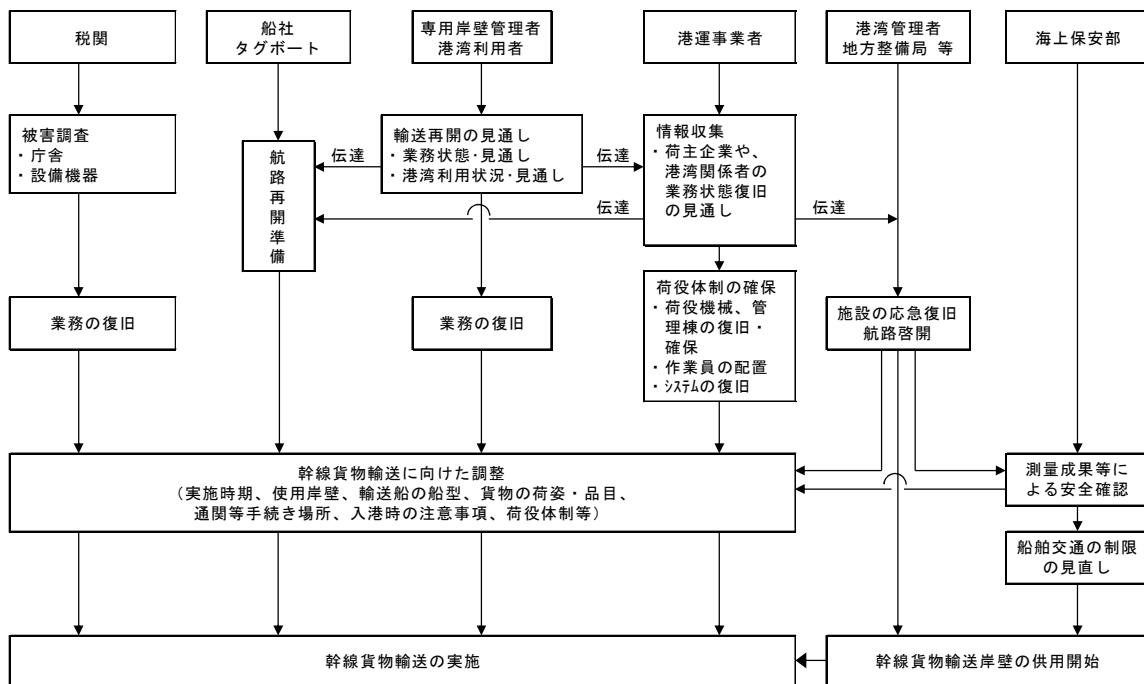 税関
船社
タグボート
専用岸壁管理者
港湾利用者
港運事業者
港湾管理者
地方整備局 等
海上保安部
被害調査
・庁舎
・設備機器
航路再開準備
輸送再開の見通し
・業務状態･見通し
・港湾利用状況･見通し
情報収集
・荷主企業や、
港湾関係者の
業務状態復旧
の見通し
伝達
伝達
伝達
伝達
業務の復旧
業務の復旧
荷役体制の確保
・荷役機械、管
理棟の復旧・
確保
・作業員の配置
・ｼｽﾃﾑの復旧
施設の応急復旧
航路啓開
幹線貨物輸送に向けた調整
（実施時期、使用岸壁、輸送船の船型、貨物の荷姿・品目、
通関等手続き場所、入港時の注意事項、荷役体制等）
測量成果等に
よる安全確認
船舶交通の制限
の見直し
幹線貨物輸送の実施
幹線貨物輸送岸壁の供用開始